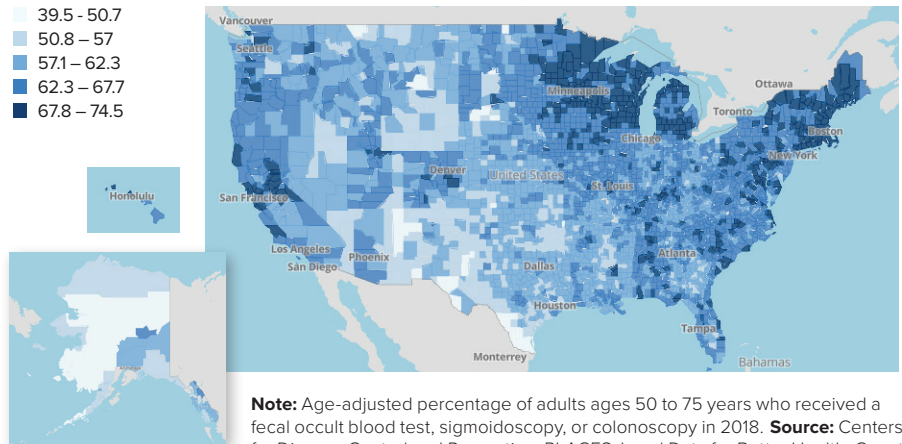 39.5 - 50.7
50.8 – 57
57.1 – 62.3
62.3 – 67.7
67.8 – 74.5
Vancouver
Seattle
Ottawa
Minneapolis
Toronto
Boston
Chicago
New York
Denver
United States
St. Louis
San Francisco
Honolulu
Los Angeles
Phoenix
Atlanta
San Diego
Dallas
Houston
Tampa
Monterrey
Bahamas
Note: Age-adjusted percentage of adults ages 50 to 75 years who received a
fecal occult blood test, sigmoidoscopy, or colonoscopy in 2018. Source: Centers